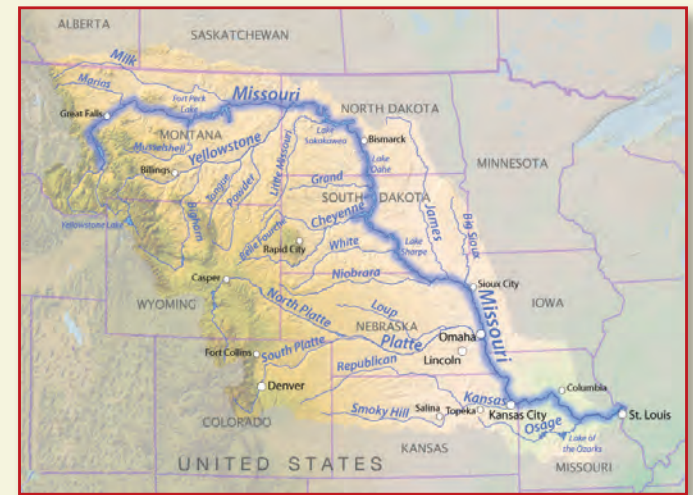 ALBERTA
SASKATCHEWAN
Milk
Marias
Missouri
Fort Peck
Lake
Great Falls
NORTH DAKOTA
Lake
Sakakawea
Bismarck
MONTANA
Musselshell
Yellowstone
Little Missouri
Lake
Oahe
MINNESOTA
Billings
Tongue
Powder
Grand
SOUTH DAKOTA
Cheyenne
James
Big Sioux
Yellowstone Lake
Bighorn
Belle Fourche
Rapid City
White
Lake
Sharpe
Niobrara
Sioux City
Casper
WYOMING
North Platte
Loup
Missouri
IOWA
NEBRASKA
Platte
Omaha
Lincoln
Fort Collins
South Platte
Republican
Denver
Columbia
Kansas
Kansas City
St. Louis
Smoky Hill
Salina
Topeka
Osage
COLORADO
Lake of
the Ozarks
KANSAS
UNITED STATES
MISSOURI